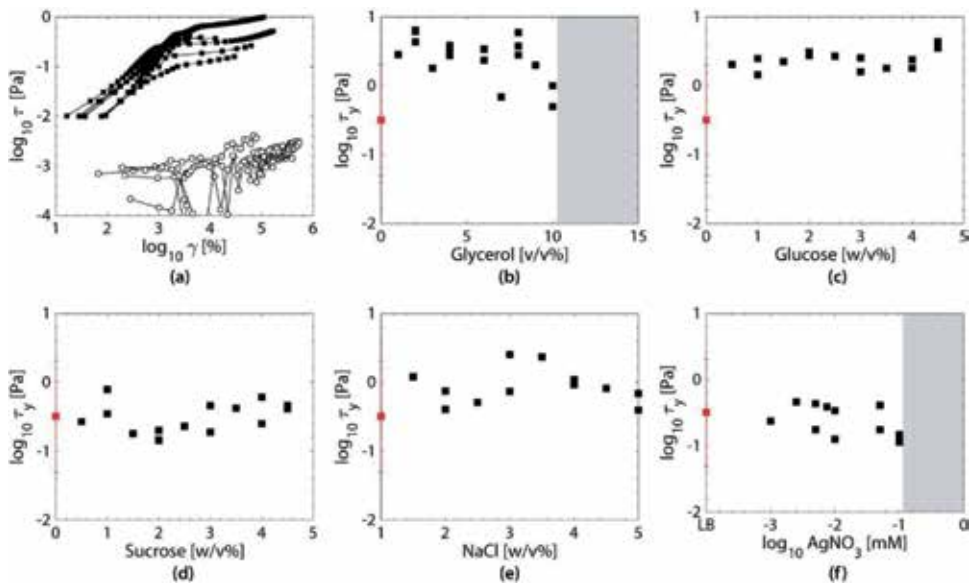 log₁₀ τ [Pa]
0
-1
-2
-3
-4
0 1 2 3 4 5 6
log₁₀ γ [%]
(a)
log₁₀ τy [Pa]
1
0
-1
-2
0 5 10 15
Glycerol [v/v%]
(b)
log₁₀ τy [Pa]
1
0
-1
-2
0 1 2 3 4 5
Glucose [w/v%]
(c)
log₁₀ τy [Pa]
1
0
-1
-2
0 1 2 3 4 5
Sucrose [w/v%]
(d)
log₁₀ τy [Pa]
1
0
-1
-2
1 2 3 4 5
NaCl [w/v%]
(e)
log₁₀ τy [Pa]
1
0
-1
-2
LB -3 -2 -1 0
log₁₀ AgNO₃ [mM]
(f)